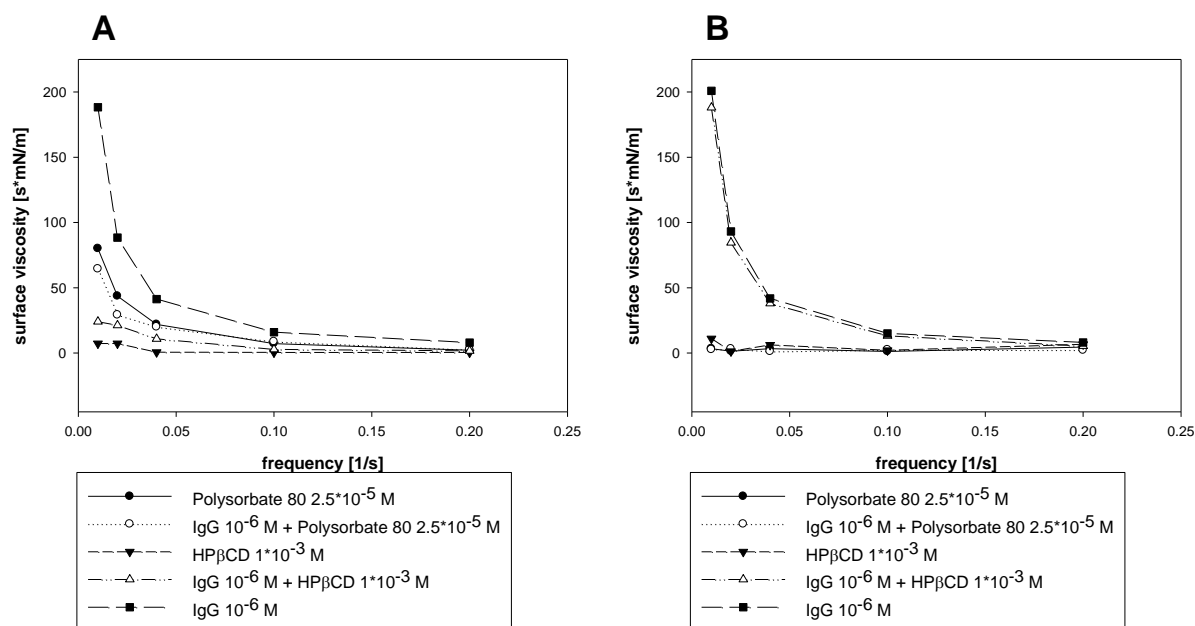 A
surface viscosity [s*mN/m]
200
150
100
50
0
0.00 0.05 0.10 0.15 0.20 0.25
frequency [1/s]
Polysorbate 80 2.5*10⁻⁵ M
IgG 10⁻⁶ M + Polysorbate 80 2.5*10⁻⁵ M
HPβCD 1*10⁻³ M
IgG 10⁻⁶ M + HPβCD 1*10⁻³ M
IgG 10⁻⁶ M
B
surface viscosity [s*mN/m]
200
150
100
50
0
0.00 0.05 0.10 0.15 0.20 0.25
frequency [1/s]
Polysorbate 80 2.5*10⁻⁵ M
IgG 10⁻⁶ M + Polysorbate 80 2.5*10⁻⁵ M
HPβCD 1*10⁻³ M
IgG 10⁻⁶ M + HPβCD 1*10⁻³ M
IgG 10⁻⁶ M